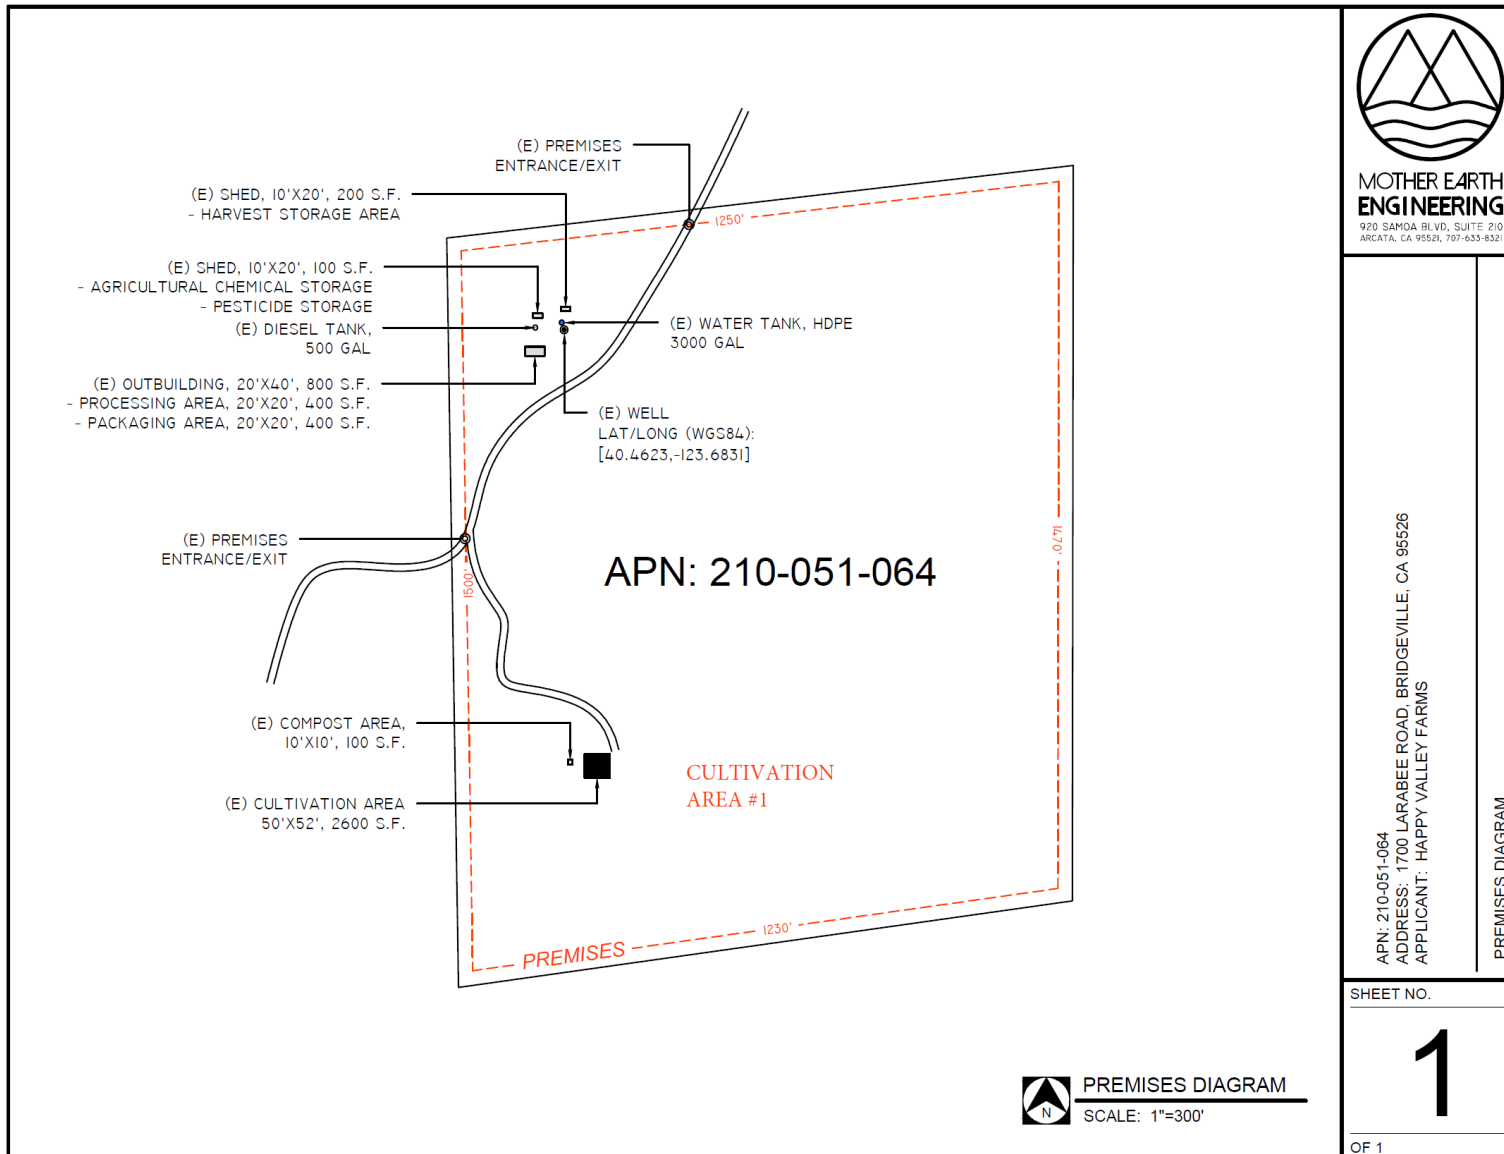 (E) PREMISES
ENTRANCE/EXIT
(E) SHED, 10'X20', 200 S.F.
- HARVEST STORAGE AREA
1250'
(E) SHED, 10'X20', 100 S.F.
- AGRICULTURAL CHEMICAL STORAGE
- PESTICIDE STORAGE
(E) DIESEL TANK,
500 GAL
(E) WATER TANK, HDPE
3000 GAL
(E) OUTBUILDING, 20'X40', 800 S.F.
- PROCESSING AREA, 20'X20', 400 S.F.
- PACKAGING AREA, 20'X20', 400 S.F.
(E) WELL
LAT/LONG (WGS84):
[40.4623,-123.6831]
(E) PREMISES
ENTRANCE/EXIT
1500'
APN: 210-051-064
1470'
(E) COMPOST AREA,
10'X10', 100 S.F.
(E) CULTIVATION AREA
50'X52', 2600 S.F.
CULTIVATION
AREA #1
PREMISES
1230'
N
PREMISES DIAGRAM
SCALE: 1"=300'
MOTHER EARTH
ENGINEERING
920 SAMOA BLVD, SUITE 210
ARCATA, CA 95521, 707-633-8321
APN: 210-051-064
ADDRESS: 1700 LARABEE ROAD, BRIDGEVILLE, CA 95526
APPLICANT: HAPPY VALLEY FARMS
PREMISES DIAGRAM
SHEET NO.
1
OF 1